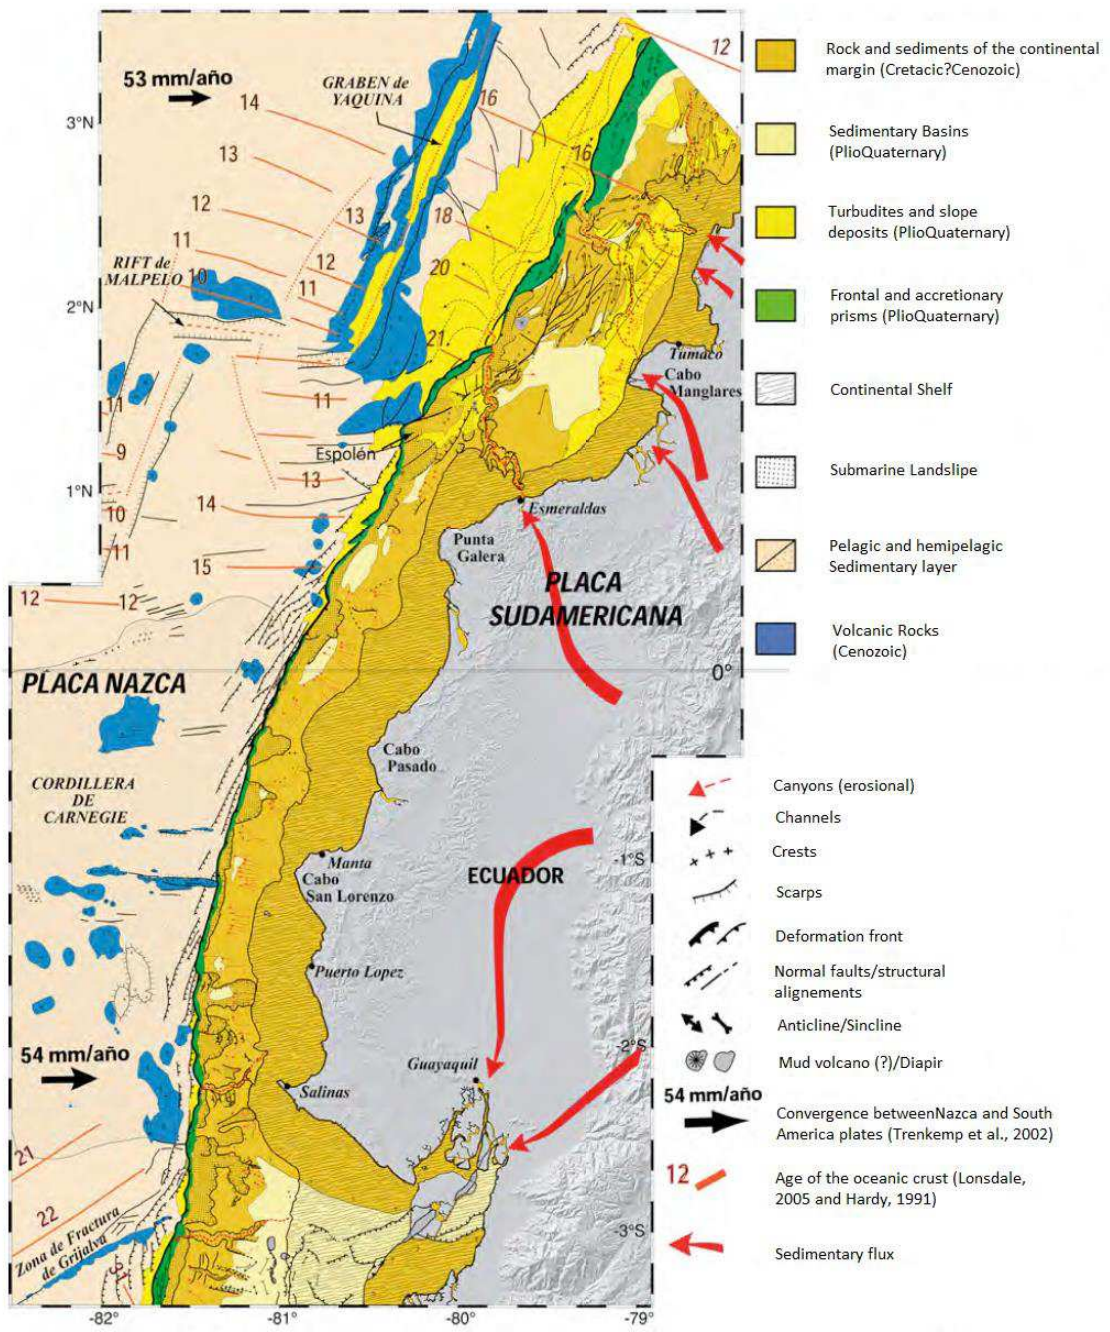 53 mm/año
GRABEN de
YAQUINA
3°N
14
13
12
11
10
13
12
11
16
12
16
18
20
21
RIFT de
MALPELO
2°N
11
11
9
10
11
Espolón
13
14
15
12
12
1°N
Tumaco
Cabo
Manglares
Esmeraldas
Punta
Galera
PLACA
SUDAMERICANA
0°
PLACA NAZCA
Cabo
Pasado
CORDILLERA
DE
CARNEGIE
Manta
Cabo
San Lorenzo
ECUADOR
-1°S
Puerto Lopez
54 mm/año
Guayaquil
-2°S
Salinas
21
22
Zona de Fractura
de Grijalva
31
-3°S
-82°
-81°
-80°
-79°
Rock and sediments of the continental
margin (Cretacic?Cenozoic)
Sedimentary Basins
(PlioQuaternary)
Turbudites and slope
deposits (PlioQuaternary)
Frontal and accretionary
prisms (PlioQuaternary)
Continental Shelf
Submarine Landslipe
Pelagic and hemipelagic
Sedimentary layer
Volcanic Rocks
(Cenozoic)
Canyons (erosional)
Channels
Crests
Scarps
Deformation front
Normal faults/structural
alignements
Anticline/Sincline
Mud volcano (?)/Diapir
54 mm/año
Convergence betweenNazca and South
America plates (Trenkemp et al., 2002)
12
Age of the oceanic crust (Lonsdale,
2005 and Hardy, 1991)
Sedimentary flux